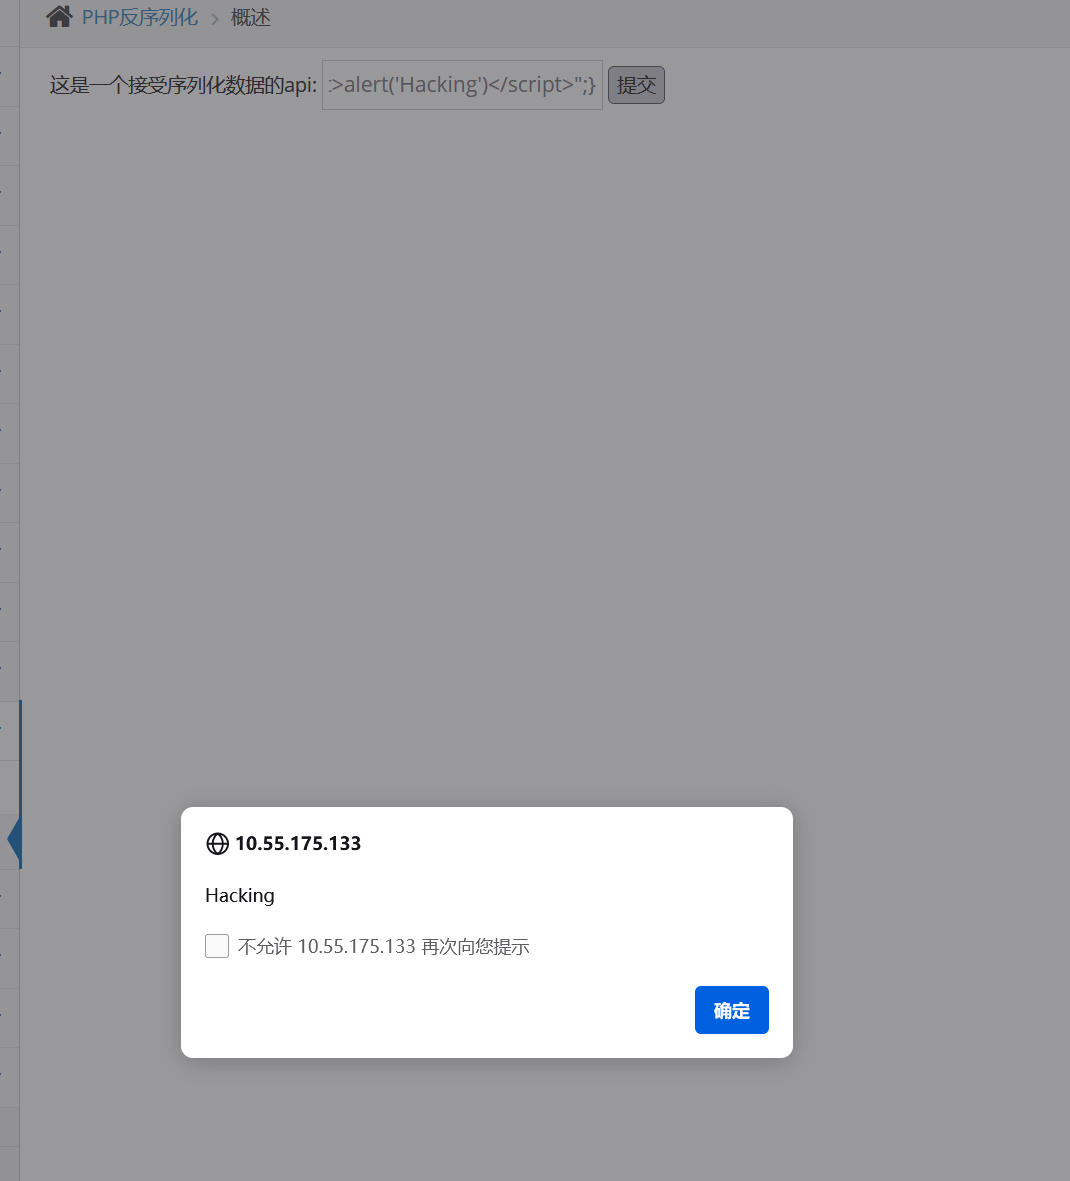 PHP反序列化 > 概述
这是一个接受序列化数据的api: :>alert('Hacking')</script>";} 提交
10.55.175.133
Hacking
不允许 10.55.175.133 再次向您提示
确定